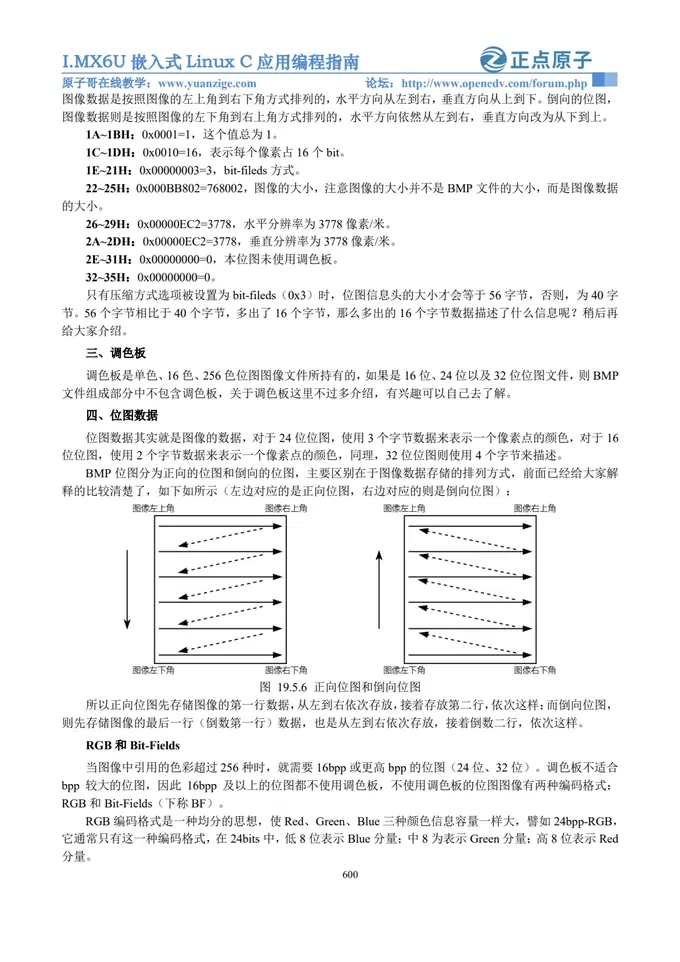 I.MX6U 嵌入式 Linux C 应用编程指南
正点原子
原子哥在线教学：www.yuanzige.com
论坛：http://www.openedv.com/forum.php
图像数据是按照图像的左上角到右下角方式排列的，水平方向从左到右，垂直方向从上到下。倒向的位图，
图像数据则是按照图像的左下角到右上角方式排列的，水平方向依然从左到右，垂直方向改为从下到上。
1A~1BH：0x0001=1，这个值总为 1。
1C~1DH：0x0010=16，表示每个像素占 16 个 bit。
1E~21H：0x00000003=3，bit-fileds 方式。
22~25H：0x000BB802=768002，图像的大小，注意图像的大小并不是 BMP 文件的大小，而是图像数据
的大小。
26~29H：0x00000EC2=3778，水平分辨率为 3778 像素/米。
2A~2DH：0x00000EC2=3778，垂直分辨率为 3778 像素/米。
2E~31H：0x00000000=0，本位图未使用调色板。
32~35H：0x00000000=0。
只有压缩方式选项被设置为 bit-fileds（0x3）时，位图信息头的大小才会等于 56 字节，否则，为 40 字
节。56 个字节相比于 40 个字节，多出了 16 个字节，那么多出的 16 个字节数据描述了什么信息呢？稍后再
给大家介绍。
三、调色板
调色板是单色、16 色、256 色位图图像文件所持有的，如果是 16 位、24 位以及 32 位位图文件，则 BMP
文件组成部分中不包含调色板，关于调色板这里不过多介绍，有兴趣可以自己去了解。
四、位图数据
位图数据其实就是图像的数据，对于 24 位位图，使用 3 个字节数据来表示一个像素点的颜色，对于 16
位位图，使用 2 个字节数据来表示一个像素点的颜色，同理，32 位位图则使用 4 个字节来描述。
BMP 位图分为正向的位图和倒向的位图，主要区别在于图像数据存储的排列方式，前面已经给大家解
释的比较清楚了，如下如所示（左边对应的是正向位图，右边对应的则是倒向位图）：
图像左上角 图像右上角 图像左上角 图像右上角
图像左下角 图像右下角 图像左下角 图像右下角
图 19.5.6 正向位图和倒向位图
所以正向位图先存储图像的第一行数据，从左到右依次存放，接着存放第二行，依次这样；而倒向位图，
则先存储图像的最后一行（倒数第一行）数据，也是从左到右依次存放，接着倒数二行，依次这样。
RGB 和 Bit-Fields
当图像中引用的色彩超过 256 种时，就需要 16bpp 或更高 bpp 的位图（24 位、32 位）。调色板不适合
bpp 较大的位图，因此 16bpp 及以上的位图都不使用调色板，不使用调色板的位图图像有两种编码格式：
RGB 和 Bit-Fields（下称 BF）。
RGB 编码格式是一种均分的思想，使 Red、Green、Blue 三种颜色信息容量一样大，譬如 24bpp-RGB，
它通常只有这一种编码格式，在 24bits 中，低 8 位表示 Blue 分量；中 8 为表示 Green 分量；高 8 位表示 Red
分量。
600